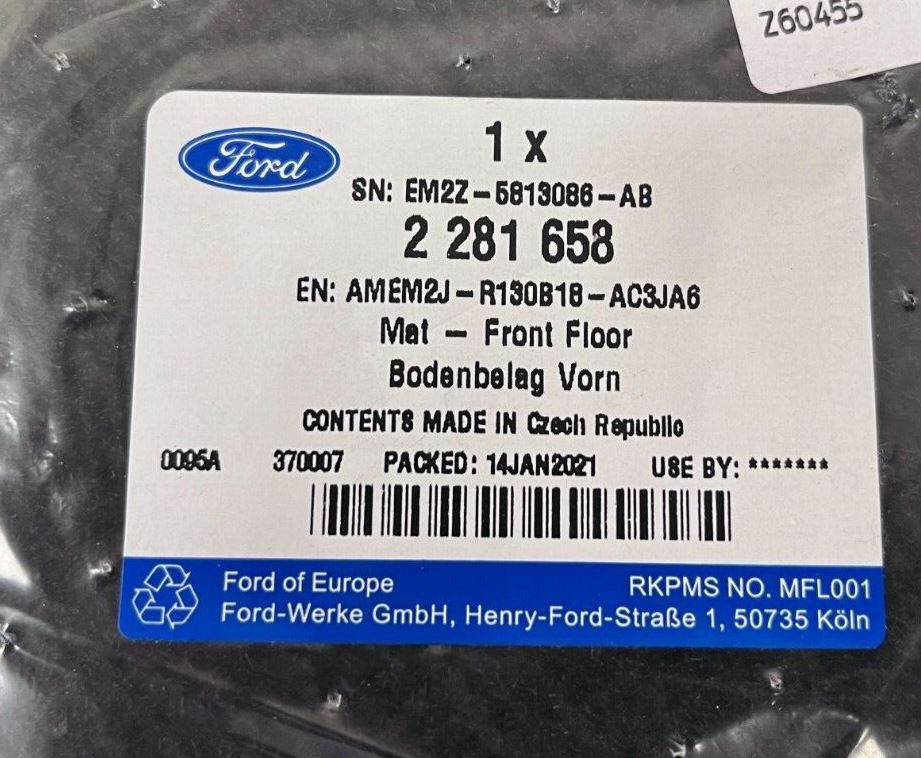 Z60455
Ford
1 x
SN: EM2Z-5813086-AB
2 281 658
EN: AMEM2J-R130B18-AC3JA6
Mat - Front Floor
Bodenbelag Vorn
CONTENTS MADE IN Czech Republic
0095A 370007 PACKED: 14JAN2021 USE BY: *******
Ford of Europe RKPMS NO. MFL001
Ford-Werke GmbH, Henry-Ford-Straße 1, 50735 Köln